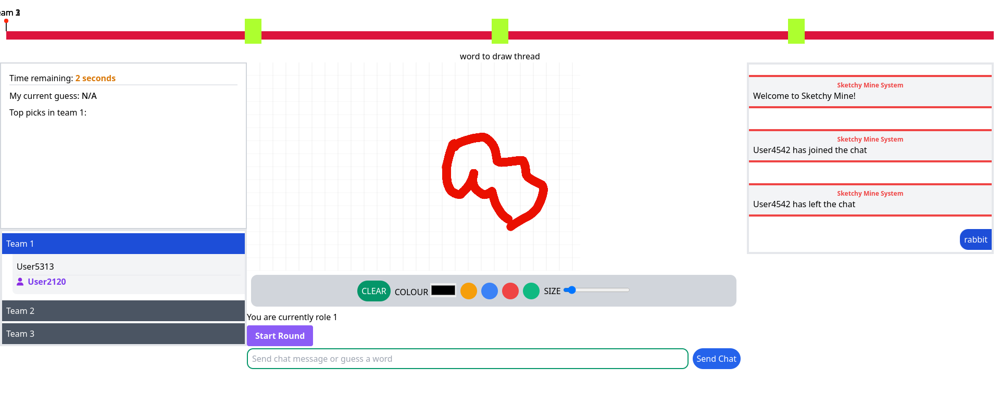 eam
word to draw thread
Time remaining: 2 seconds
My current guess: N/A
Top picks in team 1:
Team 1
User5313
User2120
Team 2
Team 3
CLEAR
COLOUR
SIZE
You are currently role 1
Start Round
Send chat message or guess a word
Send Chat
Sketchy Mine System
Welcome to Sketchy Mine!
Sketchy Mine System
User4542 has joined the chat
Sketchy Mine System
User4542 has left the chat
rabbit